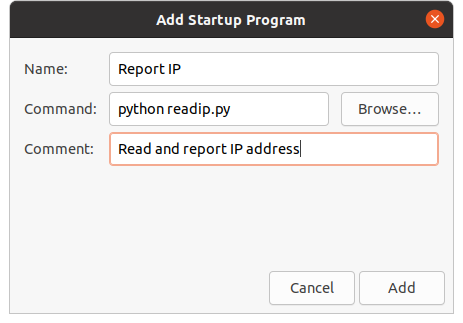 Add Startup Program
Name: Report IP
Command: python readip.py Browse...
Comment: Read and report IP address
Cancel Add